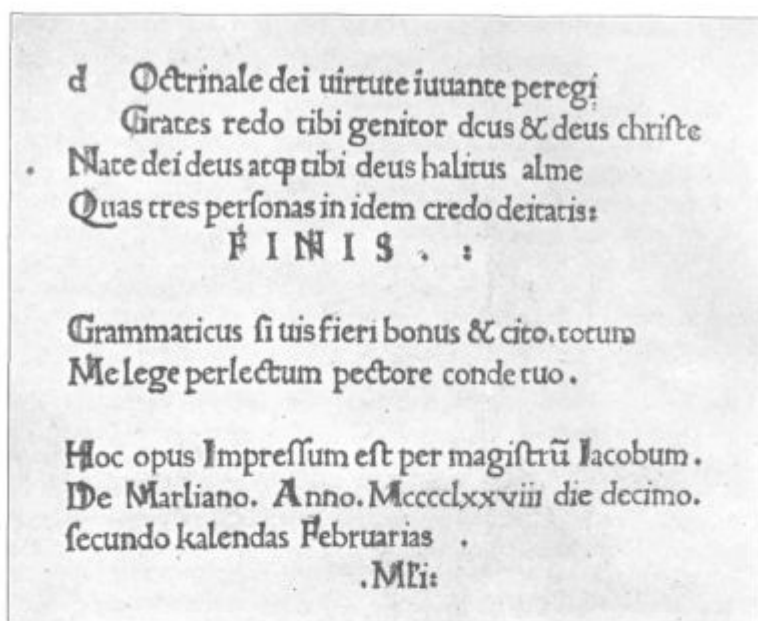 d Octrinale dei uirtute iuuante peregi
Grates redo tibi genitor deus & deus christe
Nate dei deus atqꝫ tibi deus halitus alme
Quas tres personas in idem credo deitatis:
FINIS . :
Grammaticus si uis fieri bonus & cito. totum
Me lege perlectum pectore conde tuo.
Hoc opus Impressum est per magistrũ Iacobum.
De Marliano. Anno. Mcccclxxviii die decimo.
secundo kalendas Februarias .
.Mli: